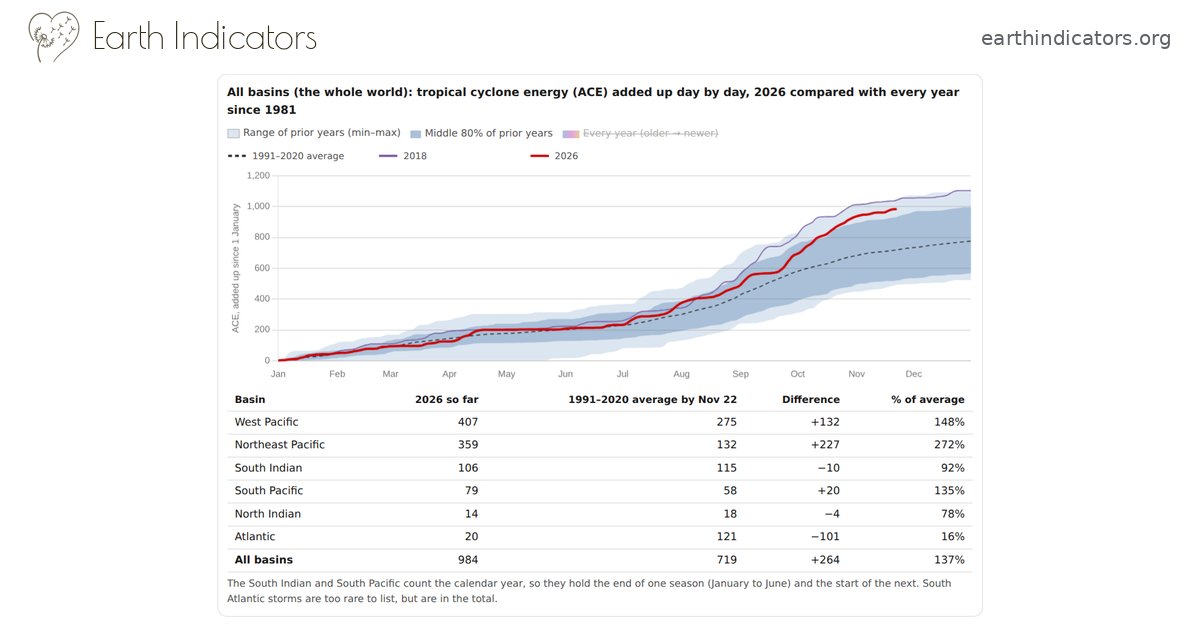 Earth Indicators
earthindicators.org
All basins (the whole world): tropical cyclone energy (ACE) added up day by day, 2026 compared with every year
since 1981
Range of prior years (min–max) Middle 80% of prior years Every year (older → newer)
1991–2020 average 2018 2026
ACE, added up since 1 January
1,200
1,000
800
600
400
200
0
Jan Feb Mar Apr May Jun Jul Aug Sep Oct Nov Dec
Basin 2026 so far 1991–2020 average by Nov 22 Difference % of average
West Pacific 407 275 +132 148%
Northeast Pacific 359 132 +227 272%
South Indian 106 115 −10 92%
South Pacific 79 58 +20 135%
North Indian 14 18 −4 78%
Atlantic 20 121 −101 16%
All basins 984 719 +264 137%
The South Indian and South Pacific count the calendar year, so they hold the end of one season (January to June) and the start of the next. South
Atlantic storms are too rare to list, but are in the total.